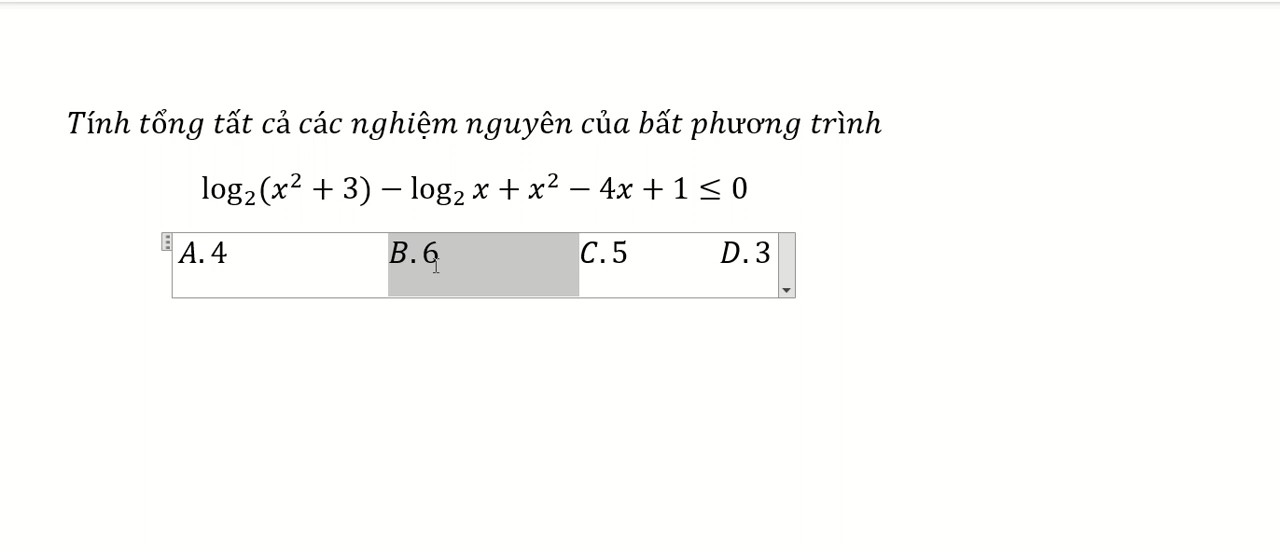 Tính tổng tất cả các nghiệm nguyên của bất phương trình
log₂(x² + 3) − log₂ x + x² − 4x + 1 ≤ 0
A. 4 B. 6 C. 5 D. 3